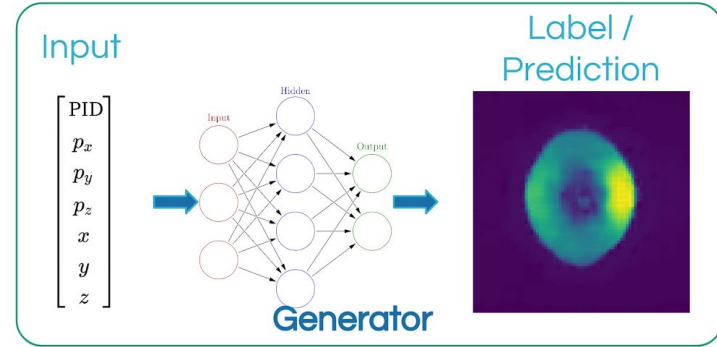 Input
Label /
Prediction
PID
p_x
p_y
p_z
x
y
z
Input
Hidden
Output
Generator